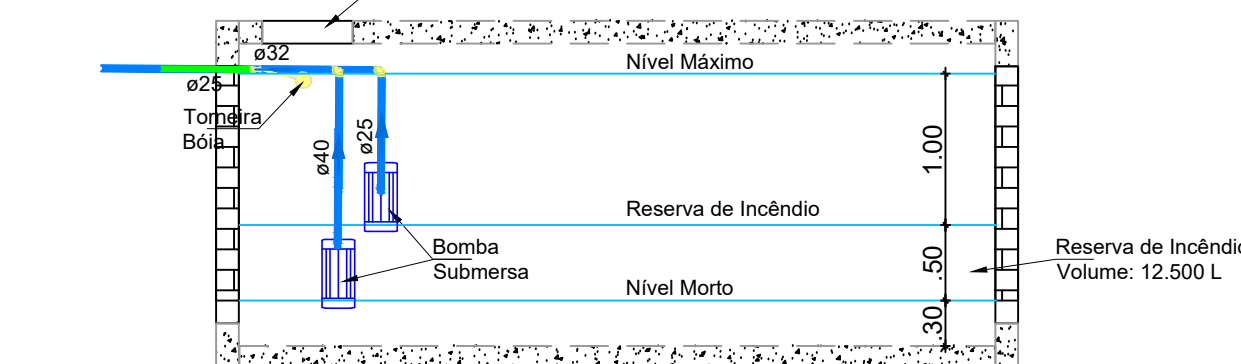 ø32
Nível Máximo
ø25
Torneira
Bóia
ø40
ø25
1.00
Reserva de Incêndio
Bomba
Submersa
.50
Reserva de Incêndio
Volume: 12.500 L
Nível Morto
.30